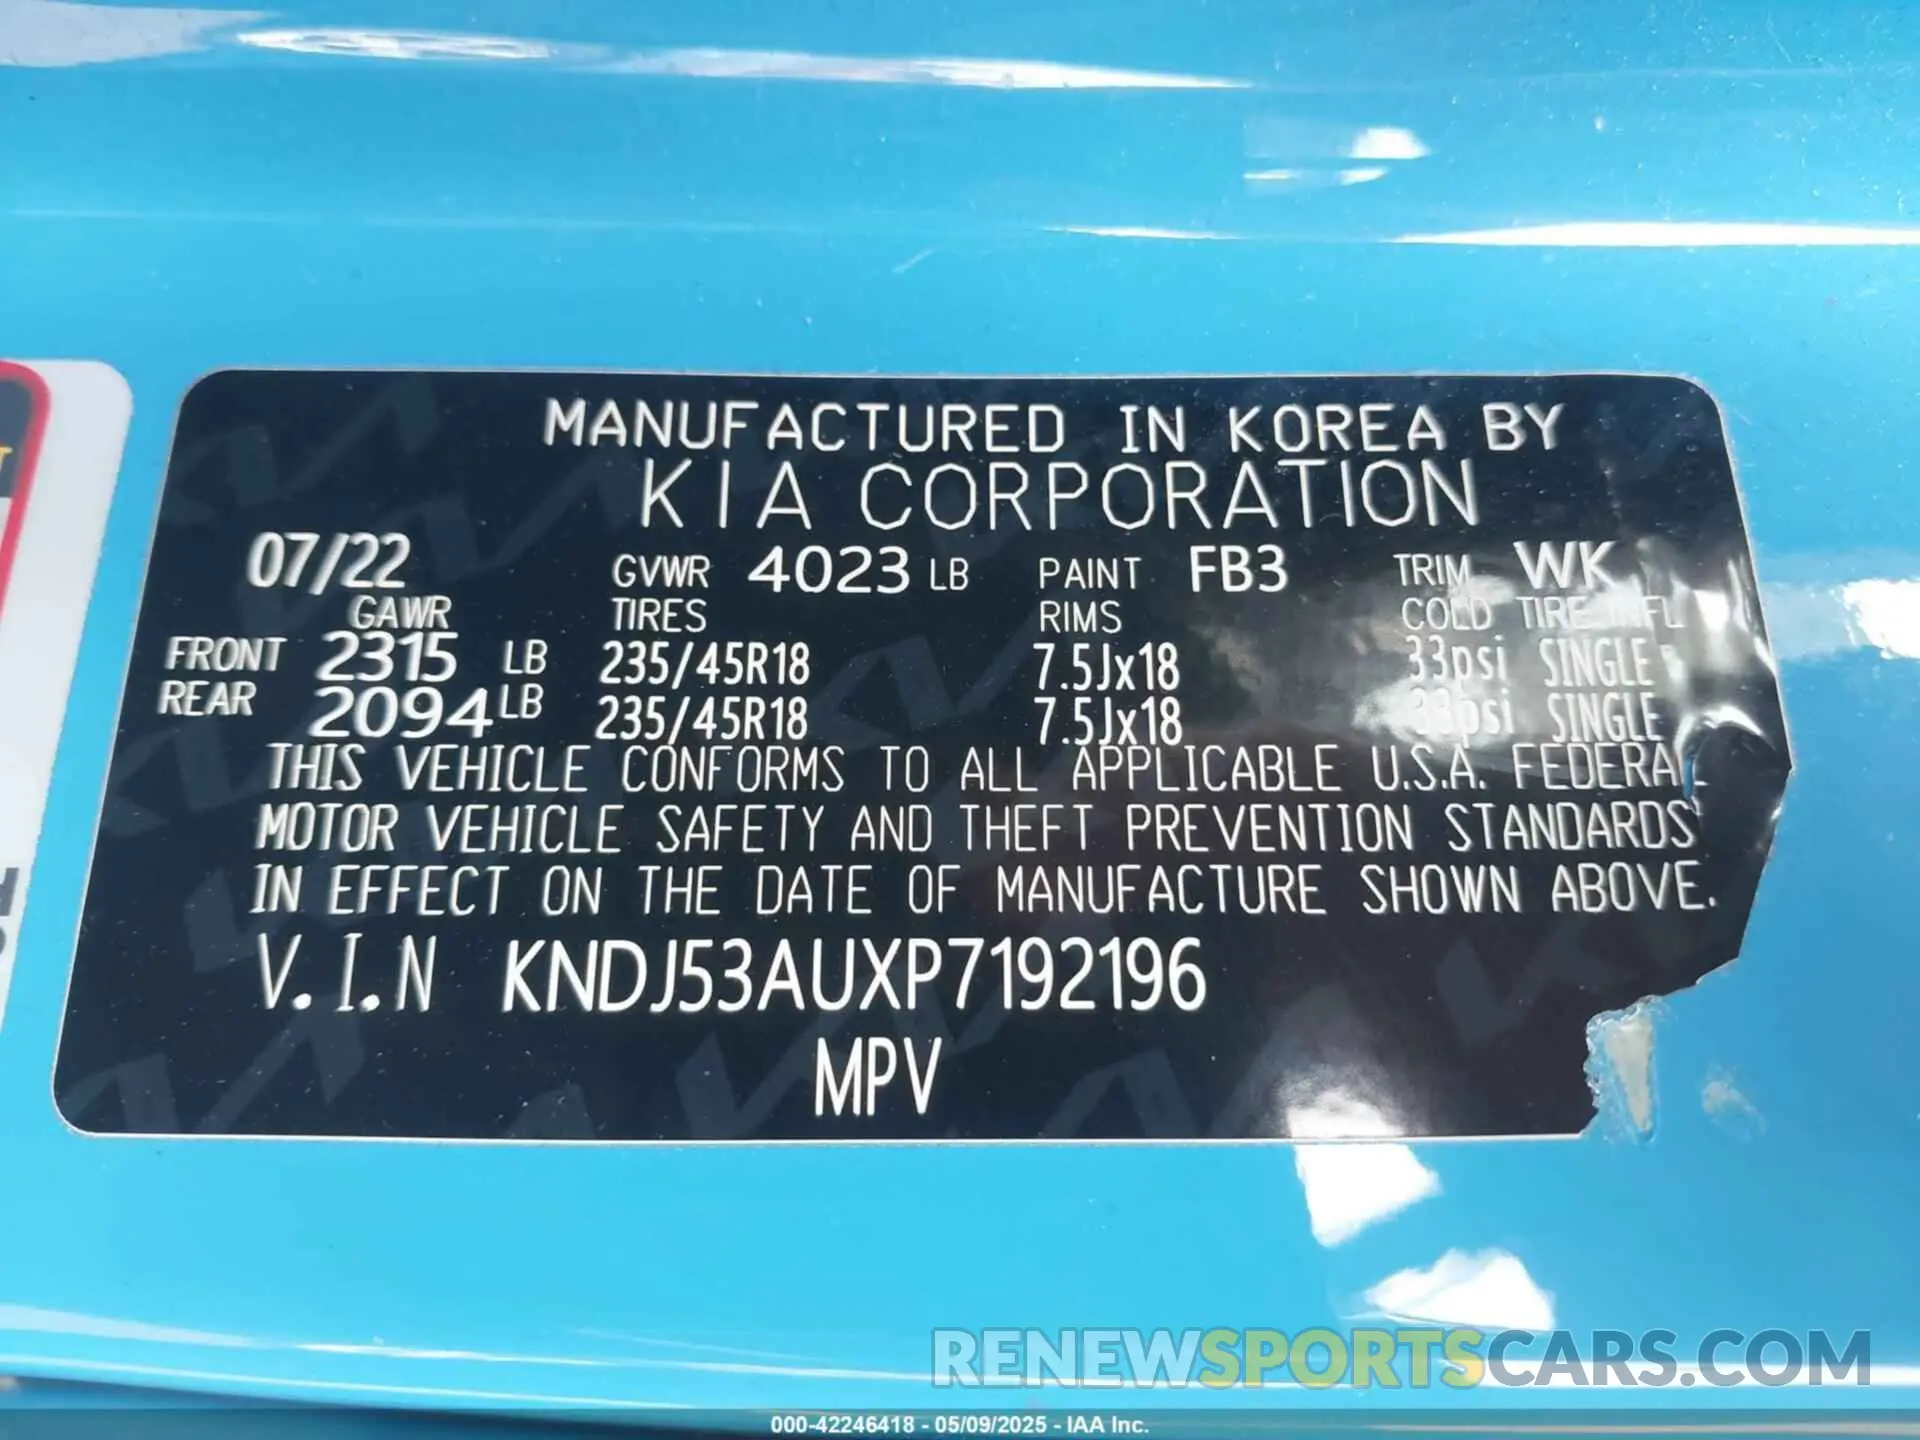 MANUFACTURED IN KOREA BY
KIA CORPORATION
07/22 GVWR 4023 LB PAINT FB3 TRIM WK
GAWR TIRES RIMS COLD TIRE INFL
FRONT 2315 LB 235/45R18 7.5Jx18 33psi SINGLE
REAR 2094 LB 235/45R18 7.5Jx18 33psi SINGLE
THIS VEHICLE CONFORMS TO ALL APPLICABLE U.S.A. FEDERAL
MOTOR VEHICLE SAFETY AND THEFT PREVENTION STANDARDS
IN EFFECT ON THE DATE OF MANUFACTURE SHOWN ABOVE.
V.I.N KNDJ53AUXP7192196
MPV
RENEWSPORTSCARS.COM
000-42246418 - 05/09/2025 - IAA Inc.